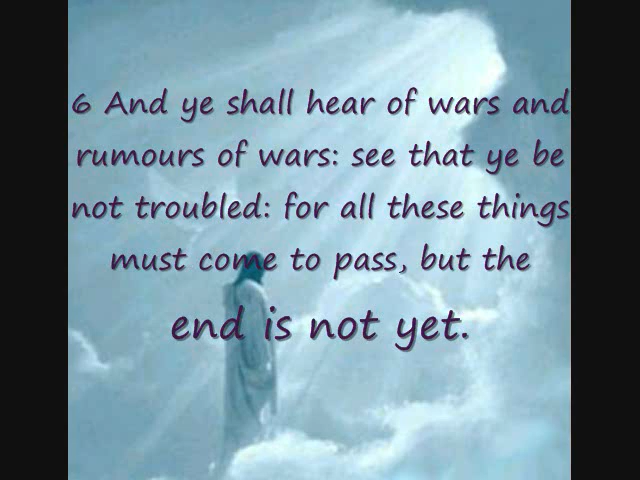 6 And ye shall hear of wars and
rumours of wars: see that ye be
not troubled: for all these things
must come to pass, but the
end is not yet.